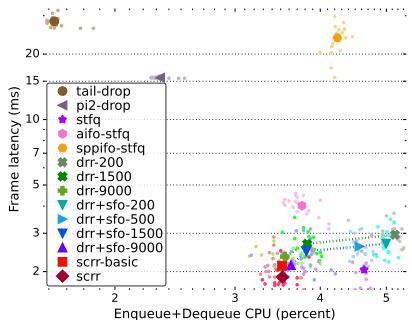 Frame latency (ms)
20
15
10
7
5
3
2
tail-drop
pi2-drop
stfq
aifo-stfq
sppifo-stfq
drr-200
drr-1500
drr-9000
drr+sfo-200
drr+sfo-500
drr+sfo-1500
drr+sfo-9000
scrr-basic
scrr
2
3
4
5
Enqueue+Dequeue CPU (percent)